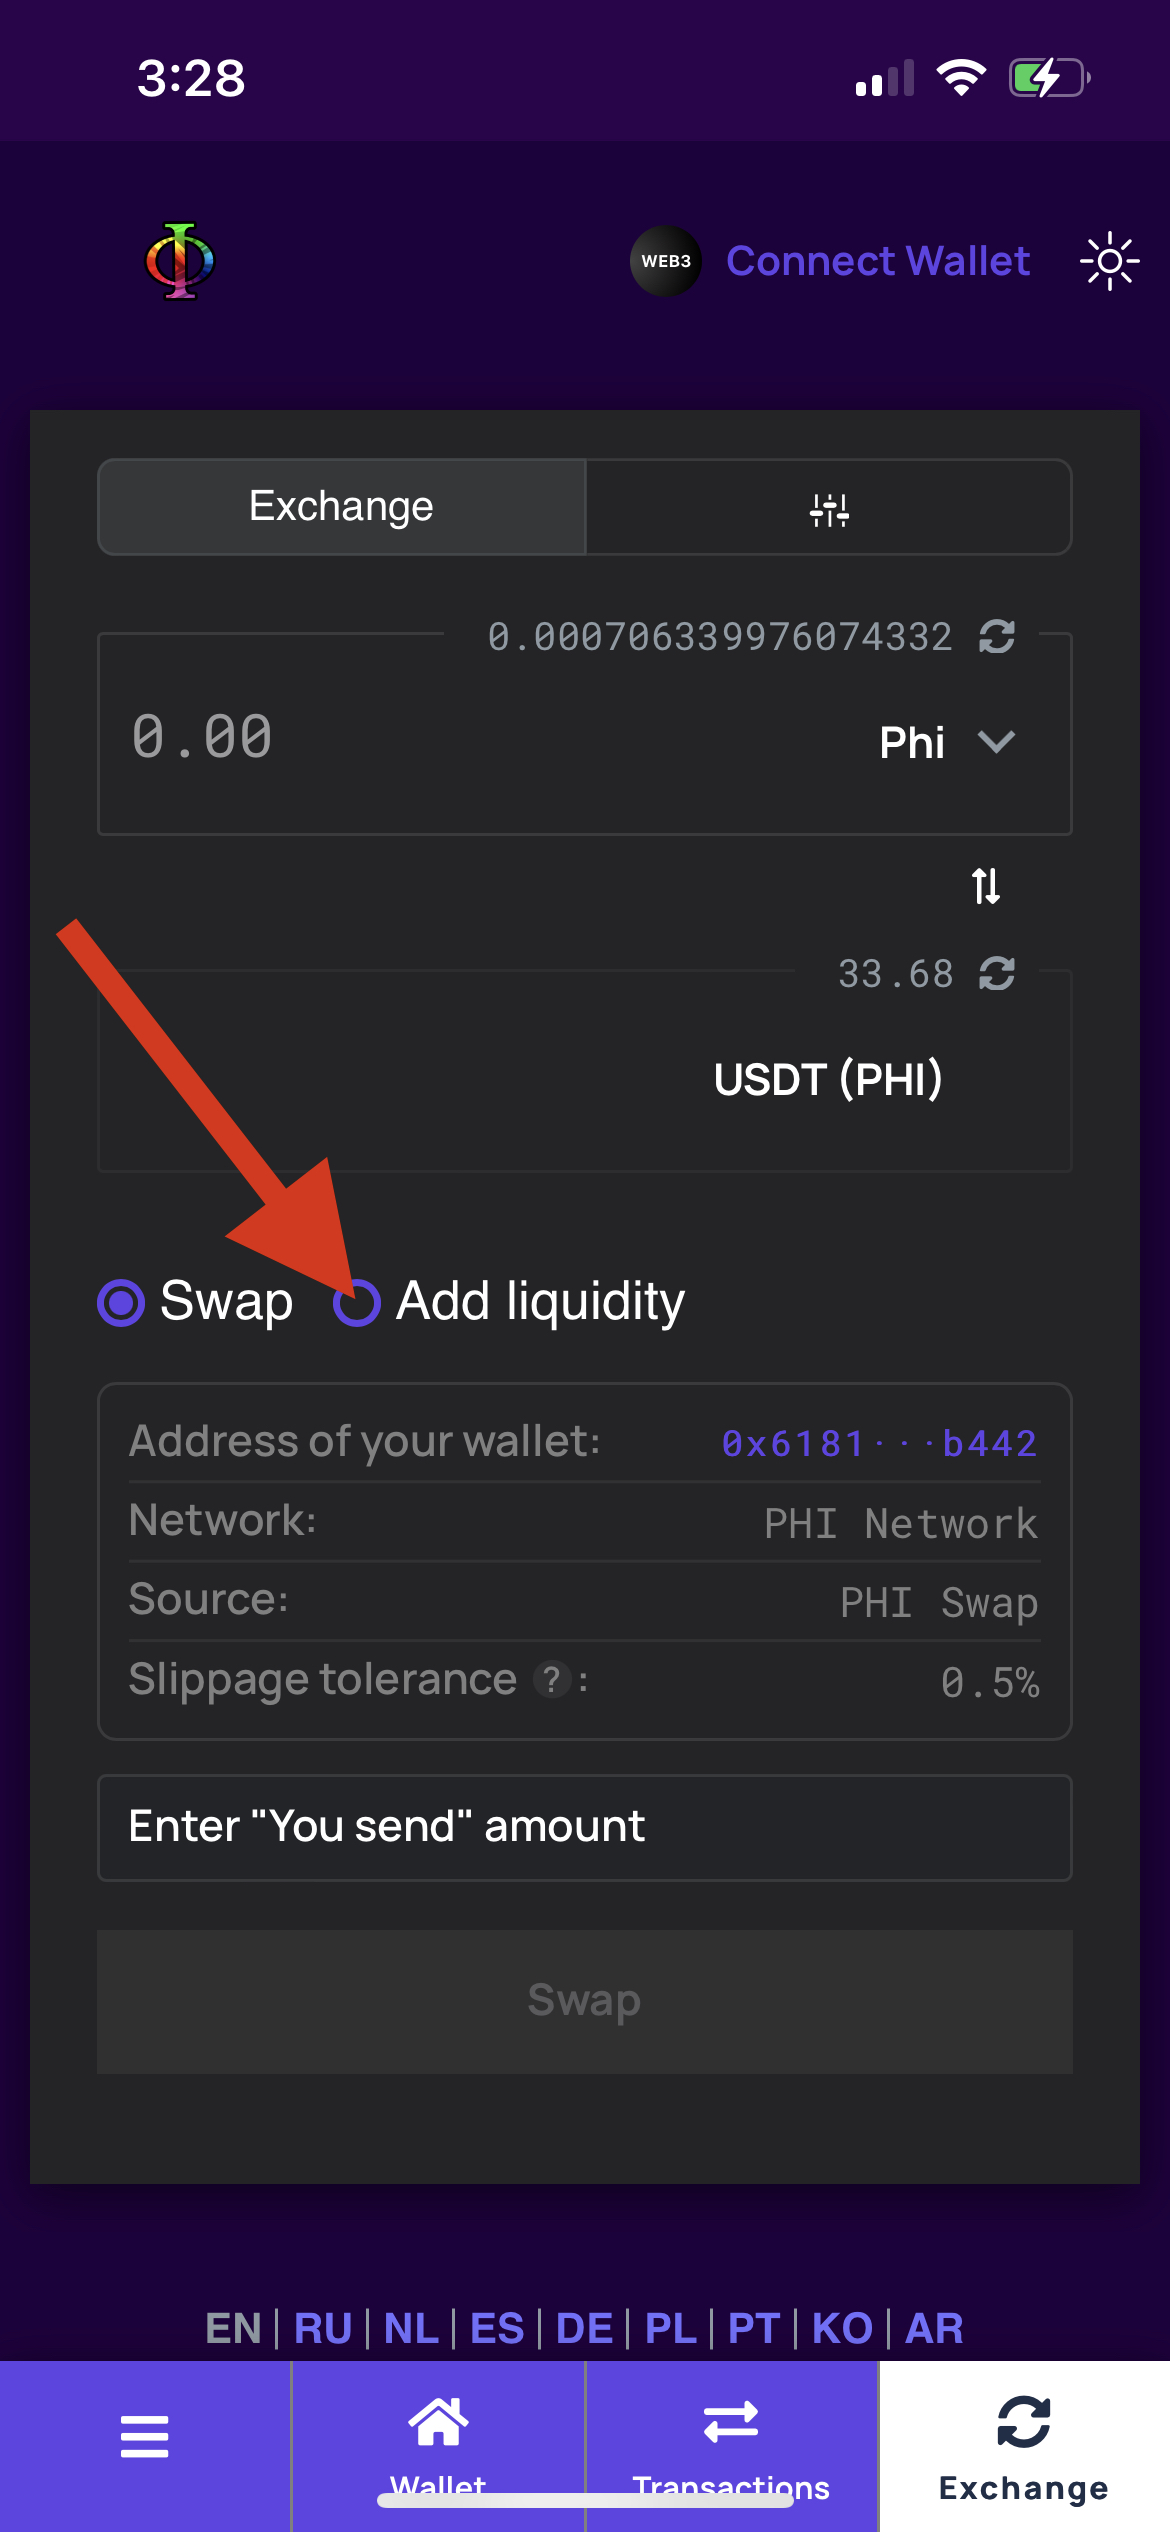 3:28
WEB3 Connect Wallet
Exchange
0.000706339976074332
0.00 Phi
33.68
USDT (PHI)
Swap Add liquidity
Address of your wallet: 0x6181···b442
Network: PHI Network
Source: PHI Swap
Slippage tolerance ? : 0.5%
Enter "You send" amount
Swap
EN | RU | NL | ES | DE | PL | PT | KO | AR
Wallet Transactions Exchange